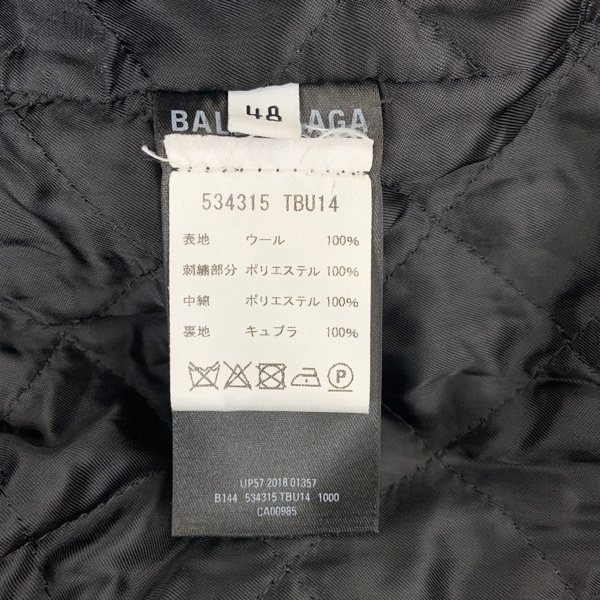 48
BAL AGA
534315 TBU14
表地 ウール 100%
刺繍部分 ポリエステル 100%
中綿 ポリエステル 100%
裏地 キュプラ 100%
P
UP57 2018 01357
B144 534315 TBU14 1000
CA00985